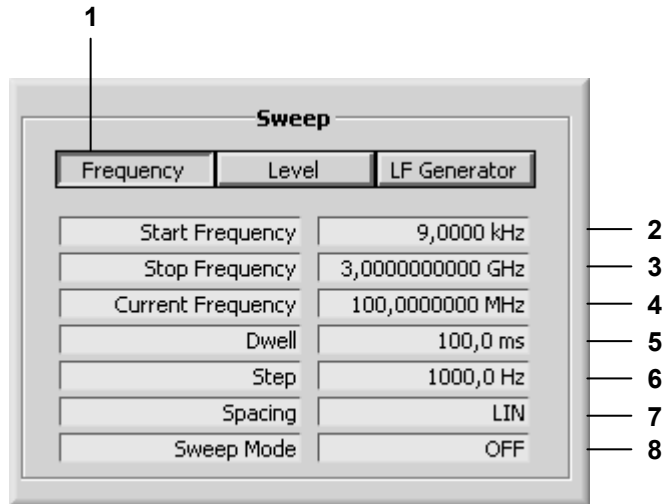 1
Sweep
Frequency Level LF Generator
Start Frequency 9,0000 kHz 2
Stop Frequency 3,0000000000 GHz 3
Current Frequency 100,0000000 MHz 4
Dwell 100,0 ms 5
Step 1000,0 Hz 6
Spacing LIN 7
Sweep Mode OFF 8